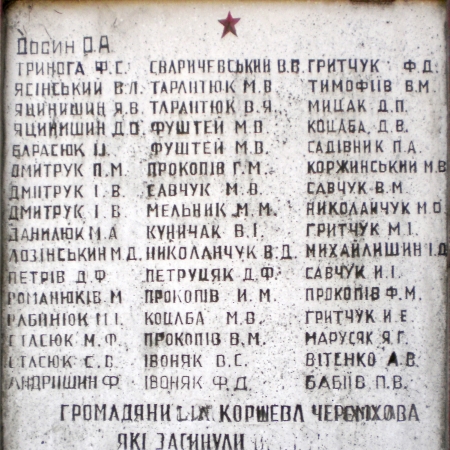 Досин О.А.
ТРИНОГА Ф.С. СВАРИЧЕВСЬКИЙ В.В. ГРИТЧУК Ф.Д.
ЯСІНСЬКИЙ В.Л. ТАРАНТЮК М.В. ТИМОФІЇВ В.М.
ЯЦИНИШИН Я.В. ТАРАНТЮК В.Я. МИЦАК Д.П.
ЯЦИНИШИН Д.О. ФУШТЕЙ М.В. КОЦАБА Д.В.
БАРАСЮК І.І. ФУШТЕЙ М.В. САДІВНИК П.А.
ДМИТРУК П.М. ПРОКОПІВ Г.М. КОРЖИНСЬКИЙ М.В
ДМИТРУК І.В. САВЧУК М.В. САВЧУК В.М.
ДМИТРУК І.В. МЕЛЬНИК М.М. НИКОЛАЙЧУК М.О
ДАНИЛЮК М.А КУНИЧАК В.І. ГРИТЧУК М.І.
ЛОЗІНСЬКИЙ М.Д. НИКОЛАЙЧУК В.Д. МИХАЙЛИШИН І.Д
ПЕТРІВ Д.Ф ПЕТРУЦЯК Д.Ф. САВЧУК И.І.
РОМАНЮКІВ М ПРОКОПІВ И.М. ПРОКОПІВ Ф.М.
РАБИНЮК М.І. КОЦАБА М.В. ГРИТЧУК И.Е
СТАСЮК М.Ф. ПРОКОПІВ В.М. МАРУСЯК Я.Г.
СТАСЮК С.В. ІВОНЯК В.С. ВІТЕНКО А.В
АНДРИШИН Ф. ІВОНЯК Ф.Д. БАБІЇВ П.В.
ГРОМАДЯНИ КОРШЕВА ЧЕРЕМХОВА
ЯКІ ЗАГИНУЛИ